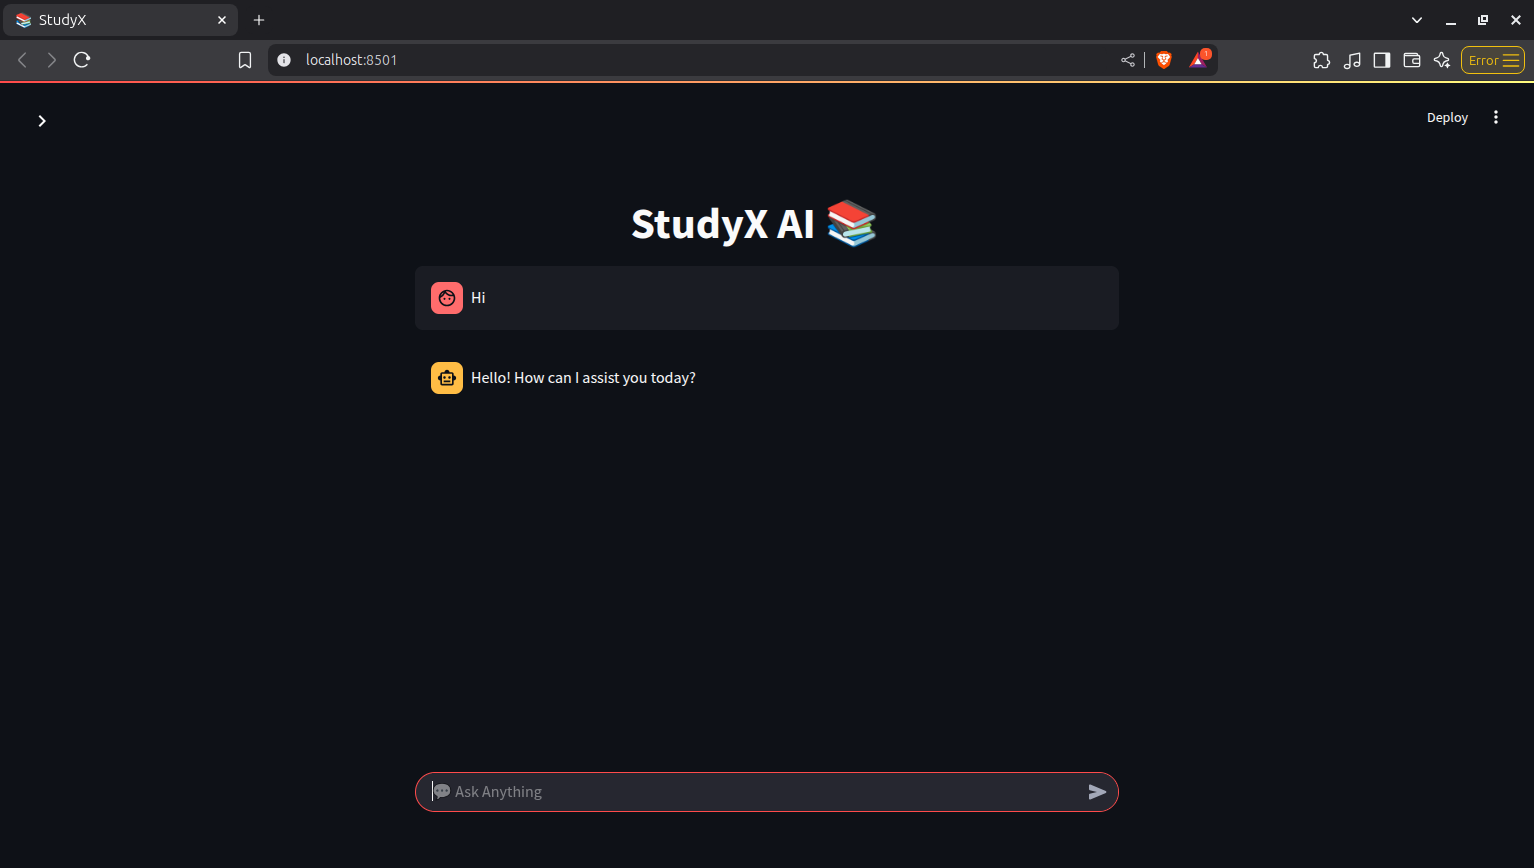 StudyX
localhost:8501
1
Error
Deploy
StudyX AI 📚
Hi
Hello! How can I assist you today?
💬 Ask Anything